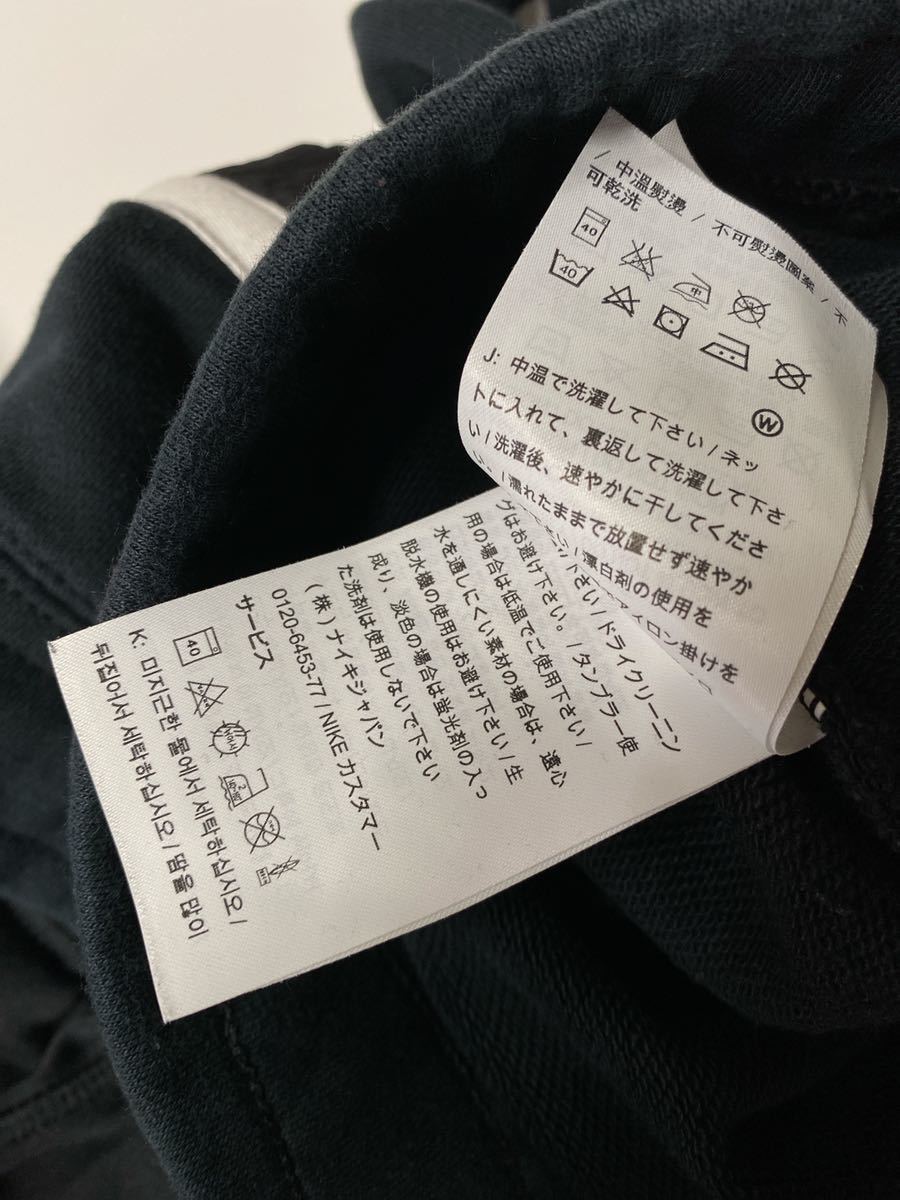 / 中溫熨燙 / 不可熨燙圖案 / 不
可乾洗
40
中
40
W
J: 中温で洗濯して下さい / ネッ
トに入れて、裏返して洗濯して下さ
い / 洗濯後、速やかに干してくださ
/ 濡れたままで放置せず速やか
漂白剤の使用を
イロン掛けを
下さい / ドライクリーニン
グはお避け下さい。 / タンブラー使
用の場合は低温でご使用下さい /
水を通しにくい素材の場合は、遠心
脱水機の使用はお避け下さい / 生
成り、淡色の場合は蛍光剤の入っ
た洗剤は使用しないで下さい
(株) ナイキジャパン
0120-6453-77 / NIKE カスタマー
サービス
K: 미지근한 물에서 세탁하십시오 /
뒤집어서 세탁하십시오 / 땀을 많이